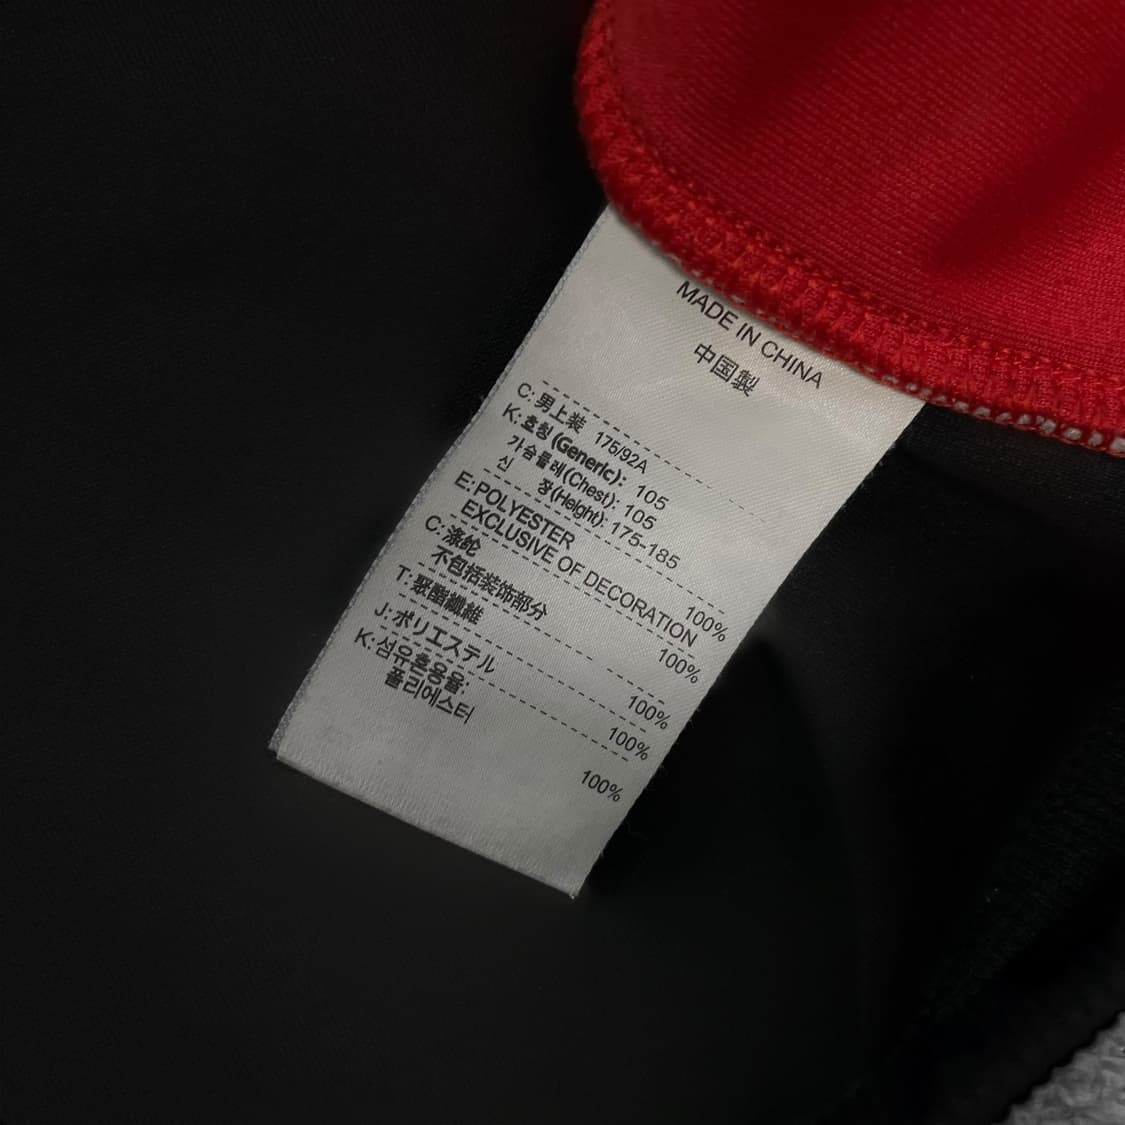 MADE IN CHINA
中国製
C: 男上装 175/92A
K: 호칭(Generic): 105
가슴둘레(Chest): 105
신 장(Height): 175-185
E: POLYESTER 100%
EXCLUSIVE OF DECORATION
C: 涤纶 100%
不包括装饰部分
T: 聚酯纖維 100%
J: ポリエステル 100%
K: 섬유혼용율:
폴리에스터 100%